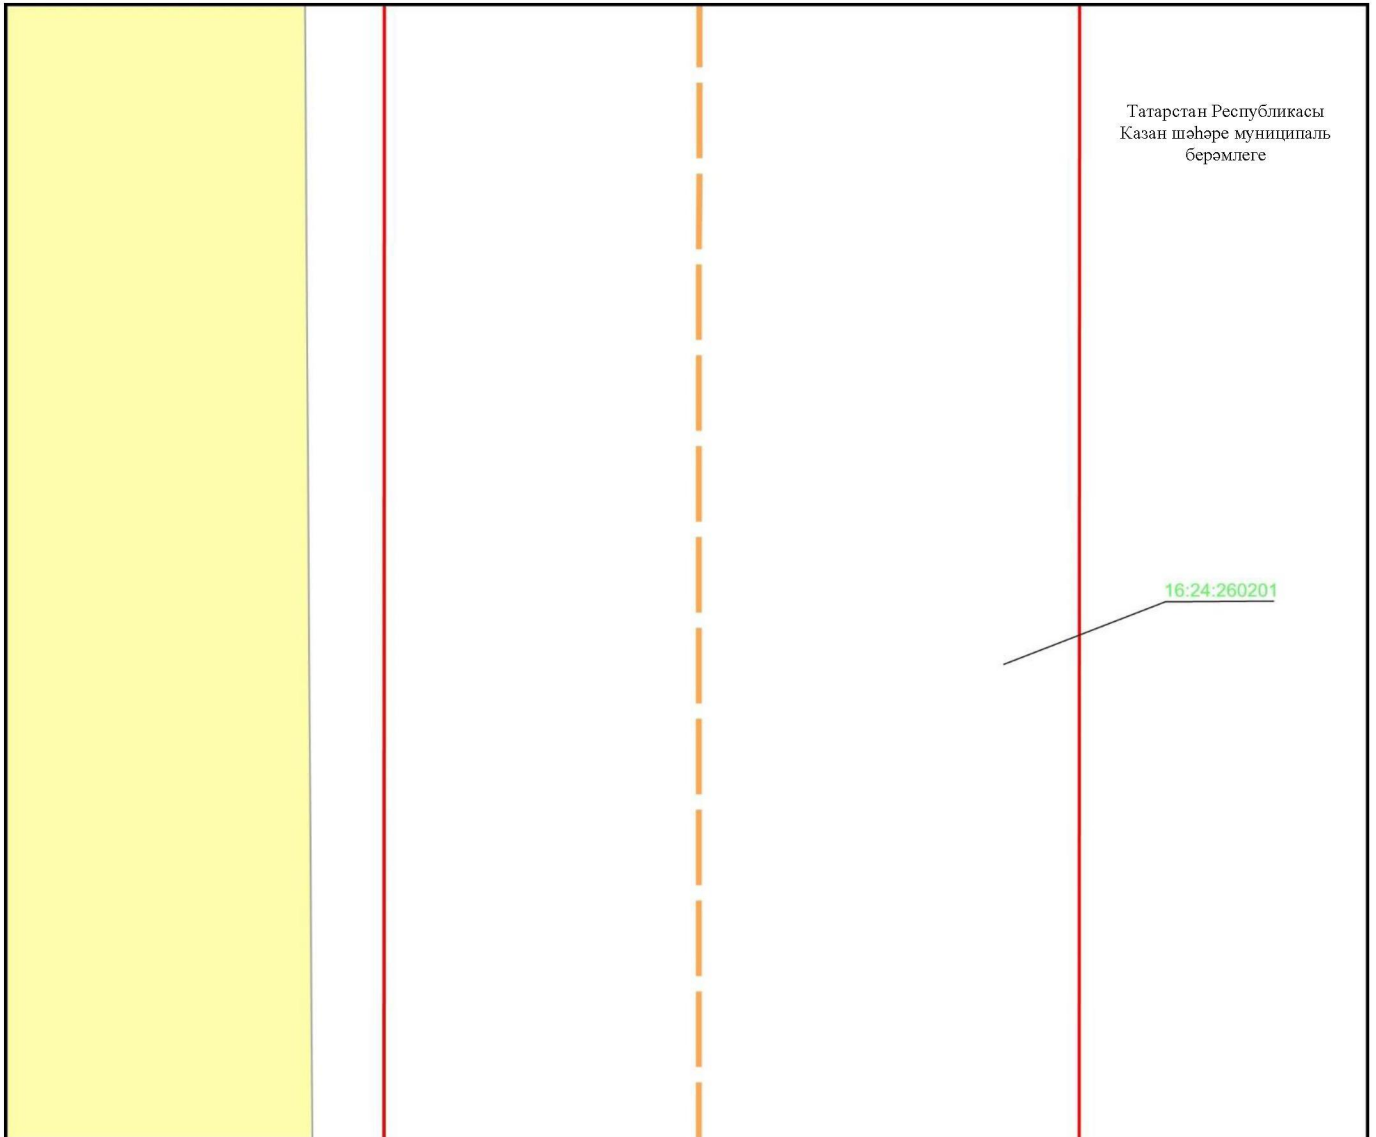 Татарстан Республикасы
Казан шәһәре муниципаль
берәмлеге
16:24:260201